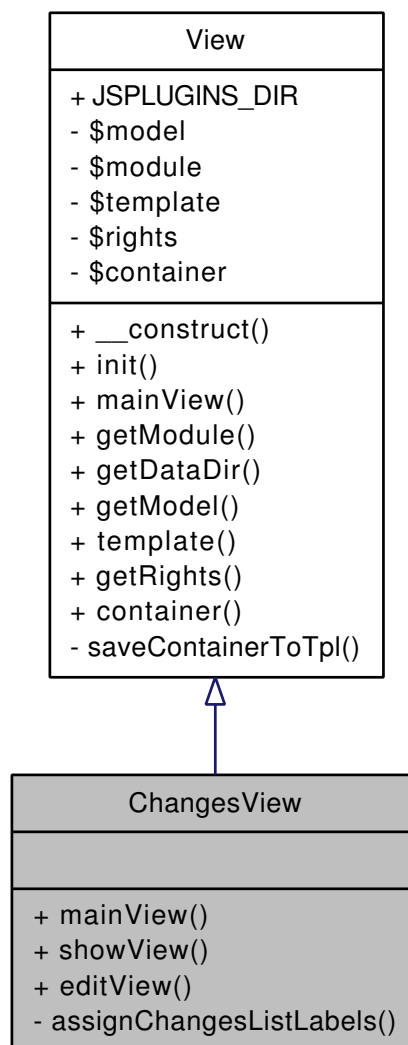 View
+ JSPLUGINS_DIR
- $model
- $module
- $template
- $rights
- $container
+ __construct()
+ init()
+ mainView()
+ getModule()
+ getDataDir()
+ getModel()
+ template()
+ getRights()
+ container()
- saveContainerToTpl()
ChangesView
+ mainView()
+ showView()
+ editView()
- assignChangesListLabels()